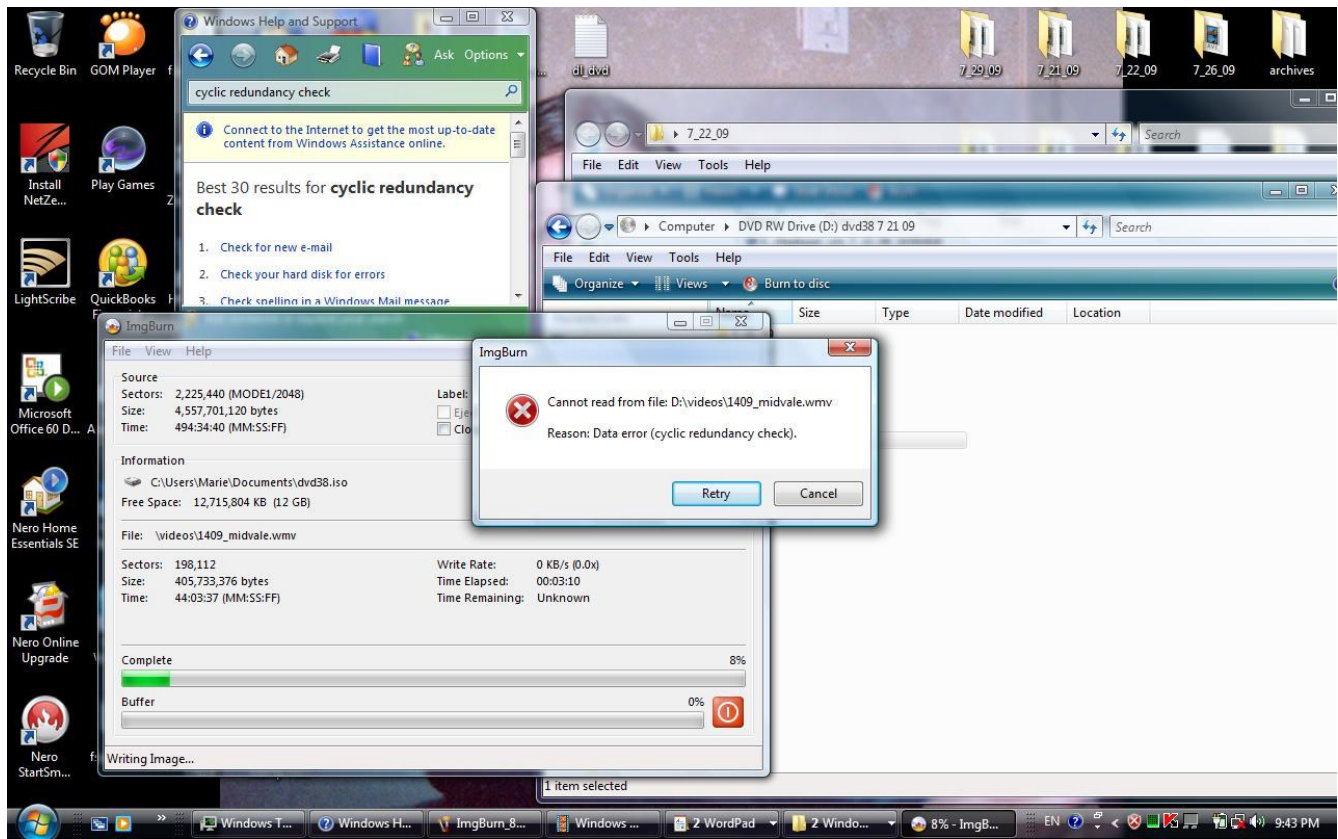 Recycle Bin
GOM Player
Install
NetZe...
Play Games
LightScribe
QuickBooks
Microsoft
Office 60 D...
Nero Home
Essentials SE
Nero Online
Upgrade
Nero
StartSm...
Windows Help and Support
Ask Options
cyclic redundancy check
Connect to the Internet to get the most up-to-date
content from Windows Assistance
online.
Best 30 results for cyclic redundancy
check
1. Check for new e-mail
2. Check your hard disk for errors
3. Check spelling in a Windows Mail message
dj_dvd
7_29_09
7_21_09
7_22_09
7_26_09
archives
7_22_09
Search
File Edit View Tools Help
Computer DVD RW Drive (D:) dvd38 7 21 09
Search
File Edit View Tools Help
Organize Views Burn to disc
Name Size Type Date modified Location
1 item selected
ImgBurn
File View Help
Source
Sectors: 2,225,440 (MODE1/2048)
Label:
Size: 4,557,701,120 bytes
Time: 494:34:40 (MM:SS:FF)
Clo
Information
C:\Users\Marie\Documents\dvd38.iso
Free Space: 12,715,804 KB (12 GB)
File: \videos\1409_midvale.wmv
Sectors: 198,112
Write Rate: 0 KB/s (0.0x)
Size: 405,733,376 bytes
Time Elapsed: 00:03:10
Time: 44:03:37 (MM:SS:FF)
Time Remaining: Unknown
Complete
8%
Buffer
0%
Writing Image...
ImgBurn
Cannot read from file: D:\videos\1409_midvale.wmv
Reason: Data error (cyclic redundancy check).
Retry
Cancel
Windows T...
Windows H...
ImgBurn_8...
Windows ...
2 WordPad
2 Windo...
8% - ImgB...
EN
9:43 PM